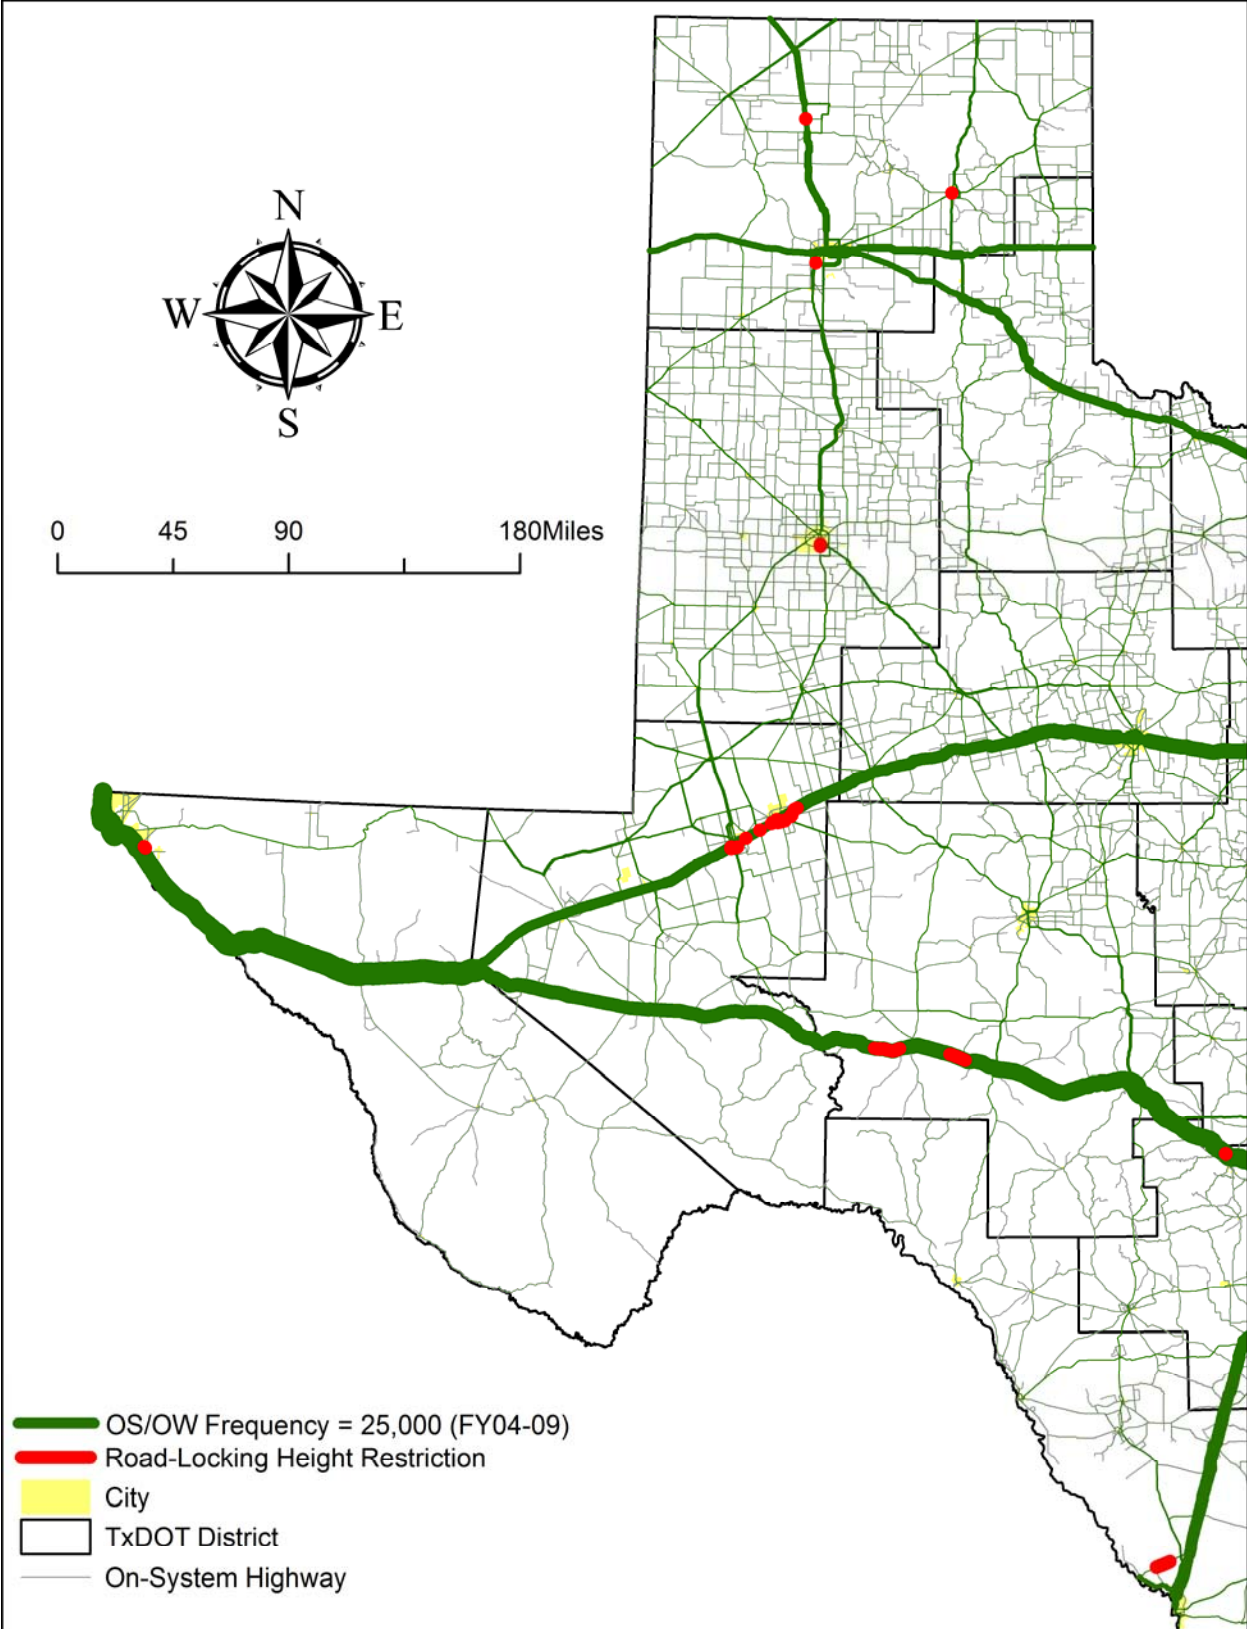 N
W
E
S
0 45 90 180Miles
OS/OW Frequency = 25,000 (FY04-09)
Road-Locking Height Restriction
City
TxDOT District
On-System Highway